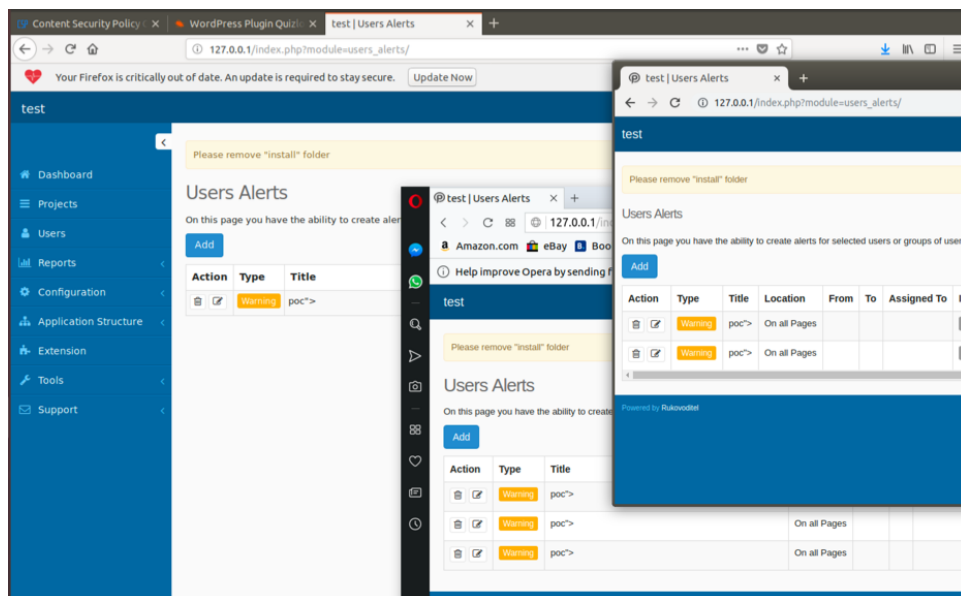 Content Security Policy
WordPress Plugin
test | Users Alerts
127.0.0.1/index.php?module=users_alerts/
Your Firefox is critically out of date. An update is required to stay secure.
Update Now
test
Dashboard
Projects
Users
Reports
Configuration
Application Structure
Extension
Tools
Support
Please remove "install" folder
Users Alerts
On this page you have the ability to create
Add
Action Type Title
Warning poc">
test | Users Alerts
127.0.0.1/
Amazon.com eBay
Help improve Opera by sending
test
Please remove "install" folder
Users Alerts
On this page you have the ability to create
Add
Action Type Title
Warning poc">
Warning poc"> On all Pages
Warning poc"> On all Pages
test | Users Alerts
127.0.0.1/index.php?module=users_alerts/
test
Please remove "install" folder
Users Alerts
On this page you have the ability to create alerts for selected users or groups of
Add
Action Type Title Location From To Assigned To
Warning poc"> On all Pages
Warning poc"> On all Pages
Powered by Rukovoditel